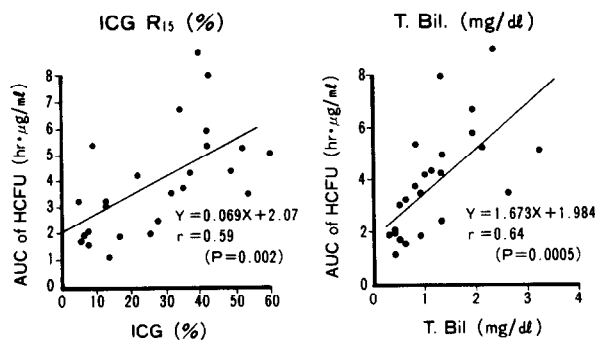 ICG R15 (%)
AUC of HCFU (hr•μg/ml)
8
7
6
5
4
3
2
1
0
Y=0.069X+2.07
r=0.59
(P=0.002)
0 10 20 30 40 50 60
ICG (%)
T. Bil. (mg/dl)
AUC of HCFU (hr•μg/ml)
8
6
4
2
0
Y=1.673X+1.984
r=0.64
(P=0.0005)
0 1 2 3 4
T. Bil (mg/dl)